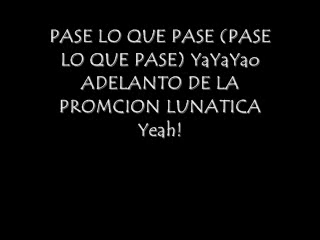 PASE LO QUE PASE (PASE
LO QUE PASE) YaYaYao
ADELANTO DE LA
PROMCION LUNATICA
Yeah!